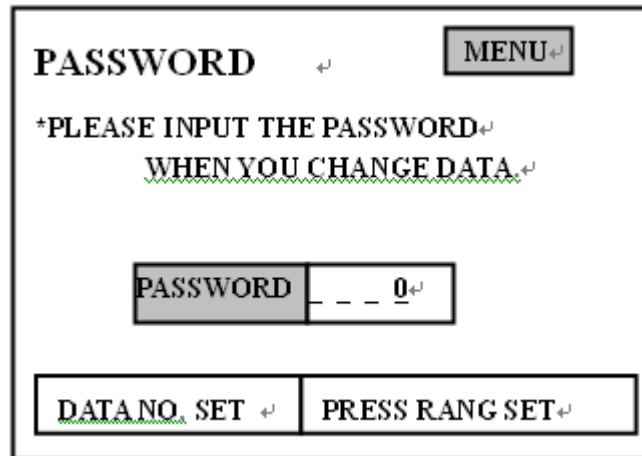 PASSWORD MENU
*PLEASE INPUT THE PASSWORD
WHEN YOU CHANGE DATA.
PASSWORD _ _ _ 0
DATA NO. SET PRESS RANG SET